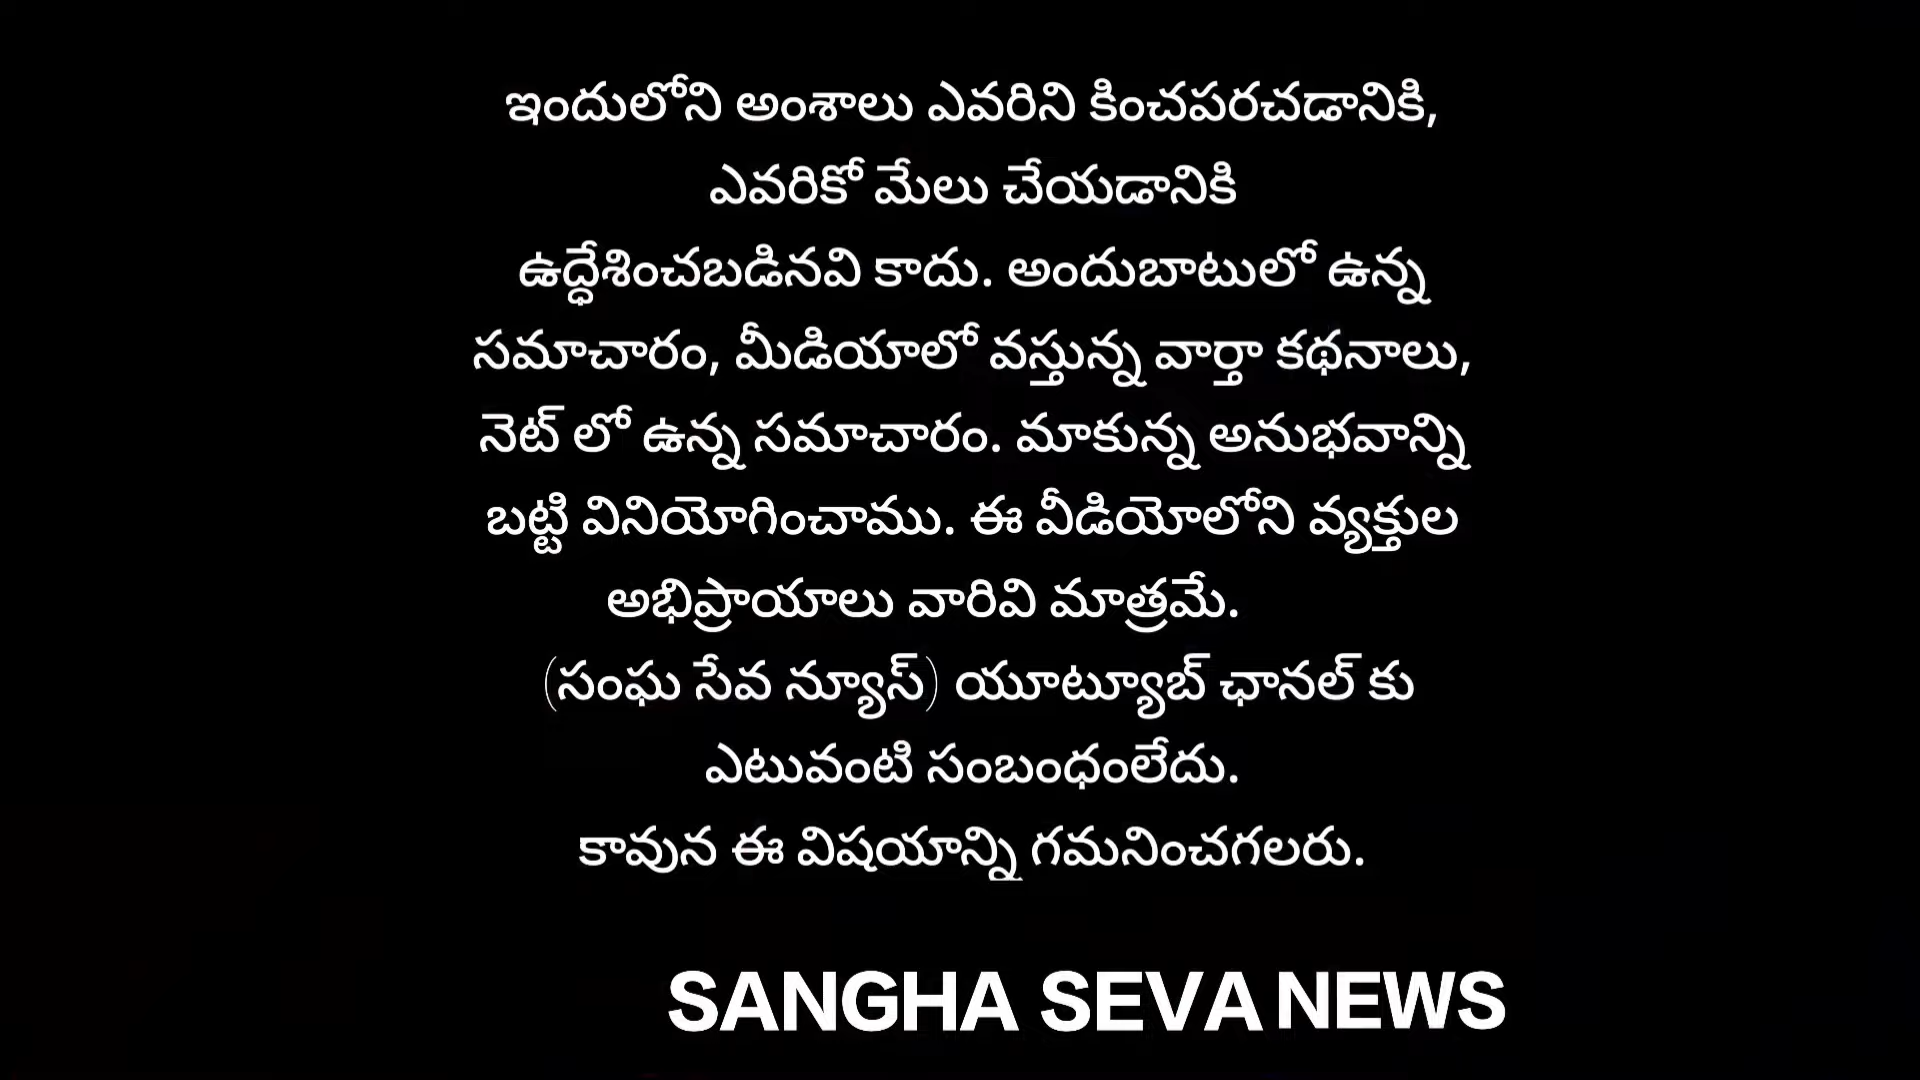 ఇందులోని అంశాలు ఎవరిని కించపరచడానికి,
ఎవరికో మేలు చేయడానికి
ఉద్ధేశించబడినవి కాదు. అందుబాటులో ఉన్న
సమాచారం, మీడియాలో వస్తున్న వార్తా కథనాలు,
నెట్ లో ఉన్న సమాచారం. మాకున్న అనుభవాన్ని
బట్టి వినియోగించాము. ఈ వీడియోలోని వ్యక్తుల
అభిప్రాయాలు వారివి మాత్రమే.
(సంఘ సేవ న్యూస్) యూట్యూబ్ ఛానల్ కు
ఎటువంటి సంబంధంలేదు.
కావున ఈ విషయాన్ని గమనించగలరు.
SANGHA SEVA NEWS